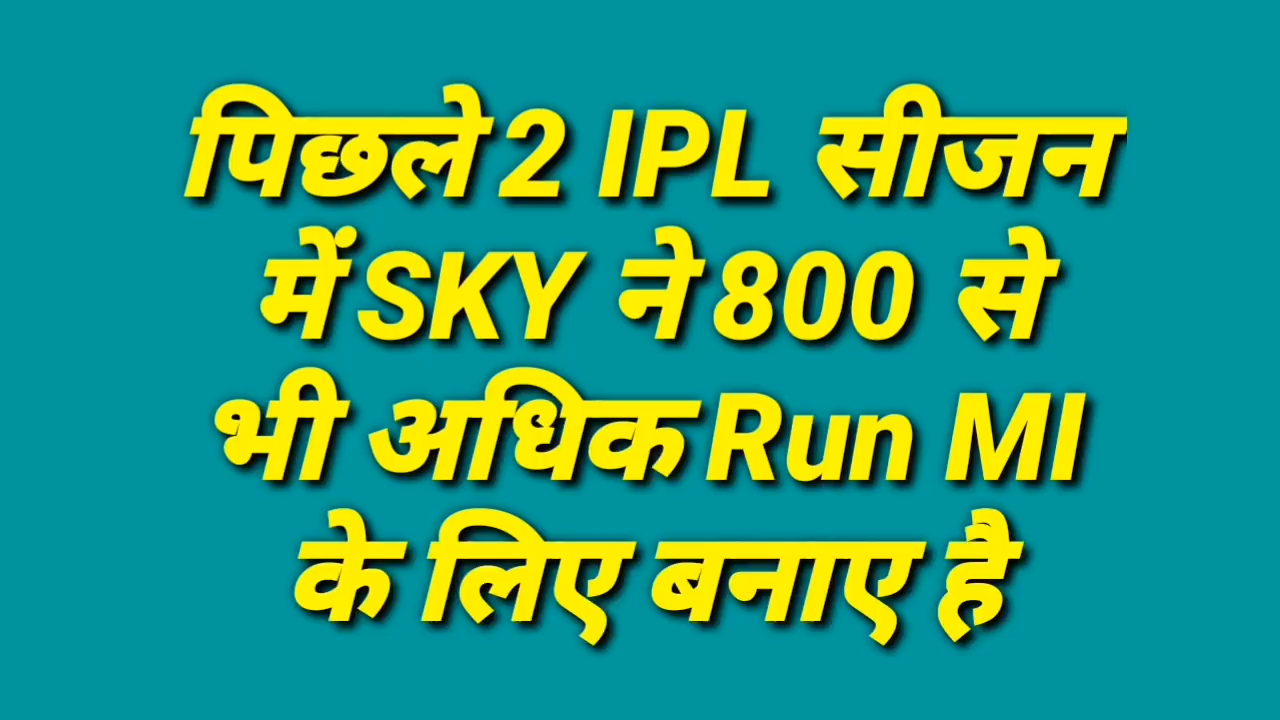 पिछले 2 IPL सीजन
में SKY ने 800 से
भी अधिक Run MI
के लिए बनाए है